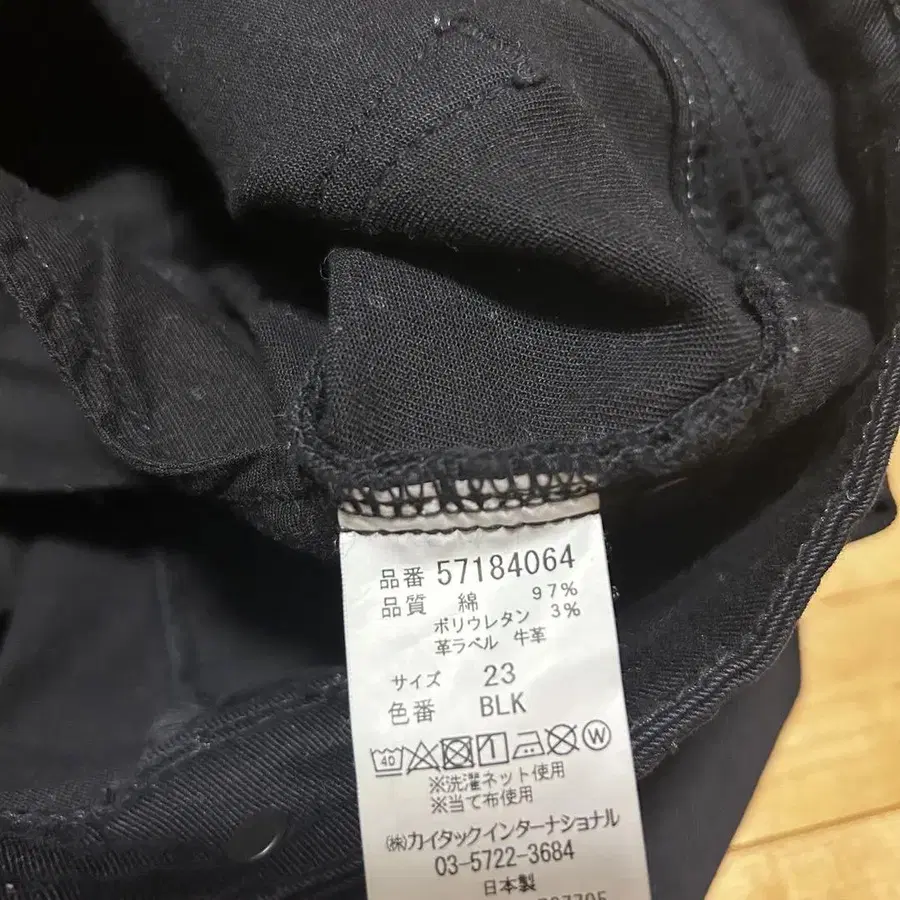 品番 57184064
品質 綿 97%
ポリウレタン 3%
革ラベル 牛革
サイズ 23
色番 BLK
40 W
※洗濯ネット使用
※当て布使用
㈱カイタックインターナショナル
03-5722-3684
日本製